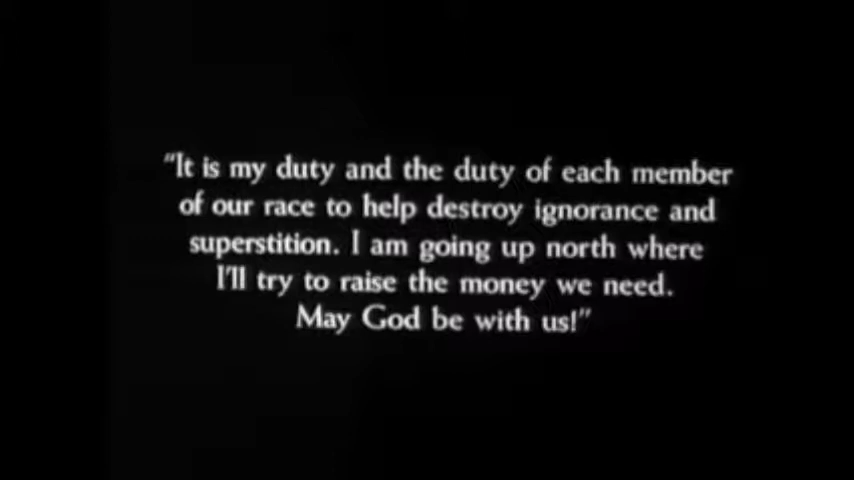 "It is my duty and the duty of each member
of our race to help destroy ignorance and
superstition. I am going up north where
I'll try to raise the money we need.
May God be with us!"